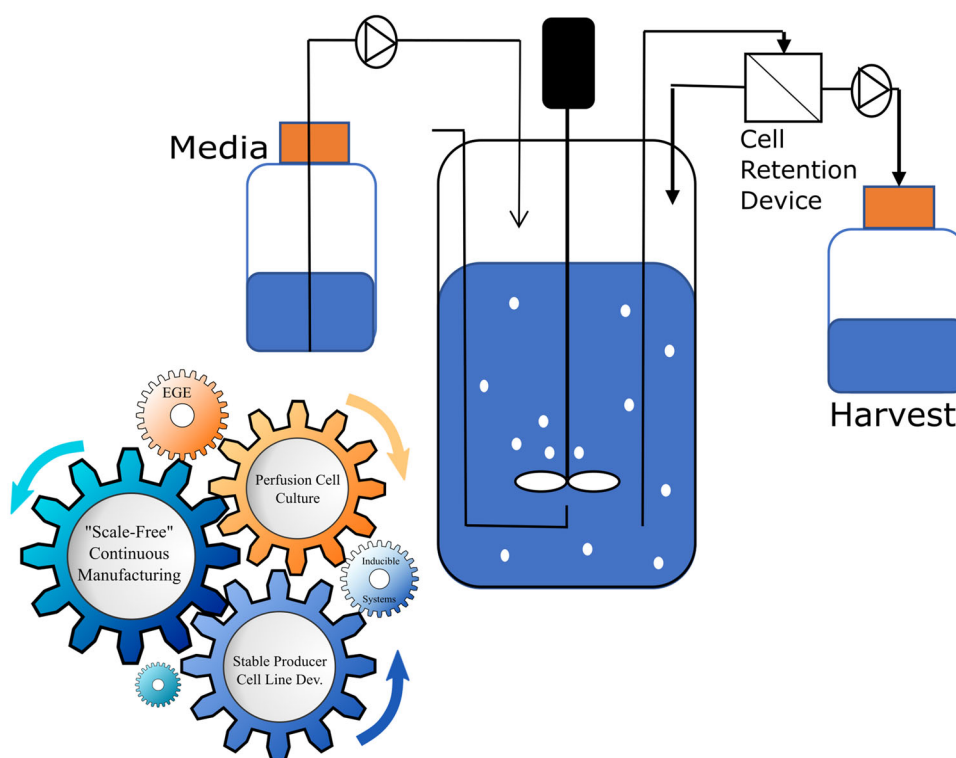 Media
Cell
Retention
Device
Harvest
EGE
Perfusion Cell
Culture
"Scale-Free"
Continuous
Manufacturing
Inducible
Systems
Stable Producer
Cell Line Dev.